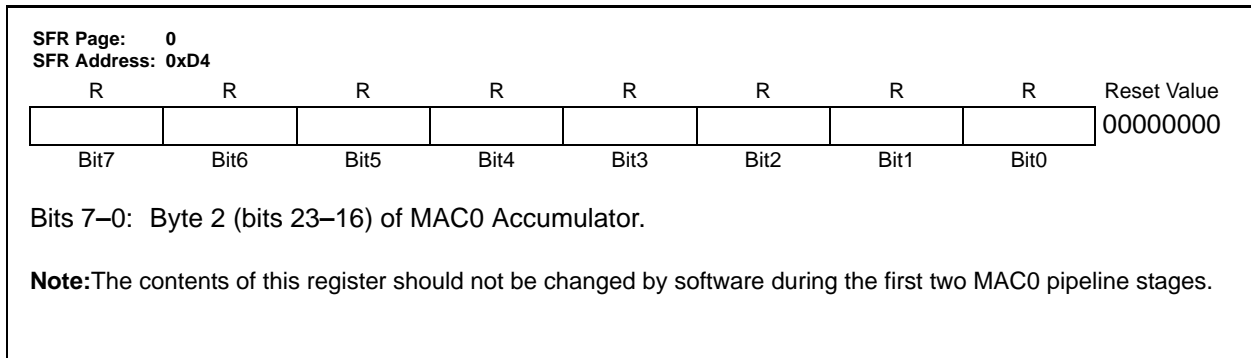 SFR Page: 0
SFR Address: 0xD4
R R R R R R R R Reset Value
00000000
Bit7 Bit6 Bit5 Bit4 Bit3 Bit2 Bit1 Bit0
Bits 7–0: Byte 2 (bits 23–16) of MAC0 Accumulator.
Note:The contents of this register should not be changed by software during the first two MAC0 pipeline stages.